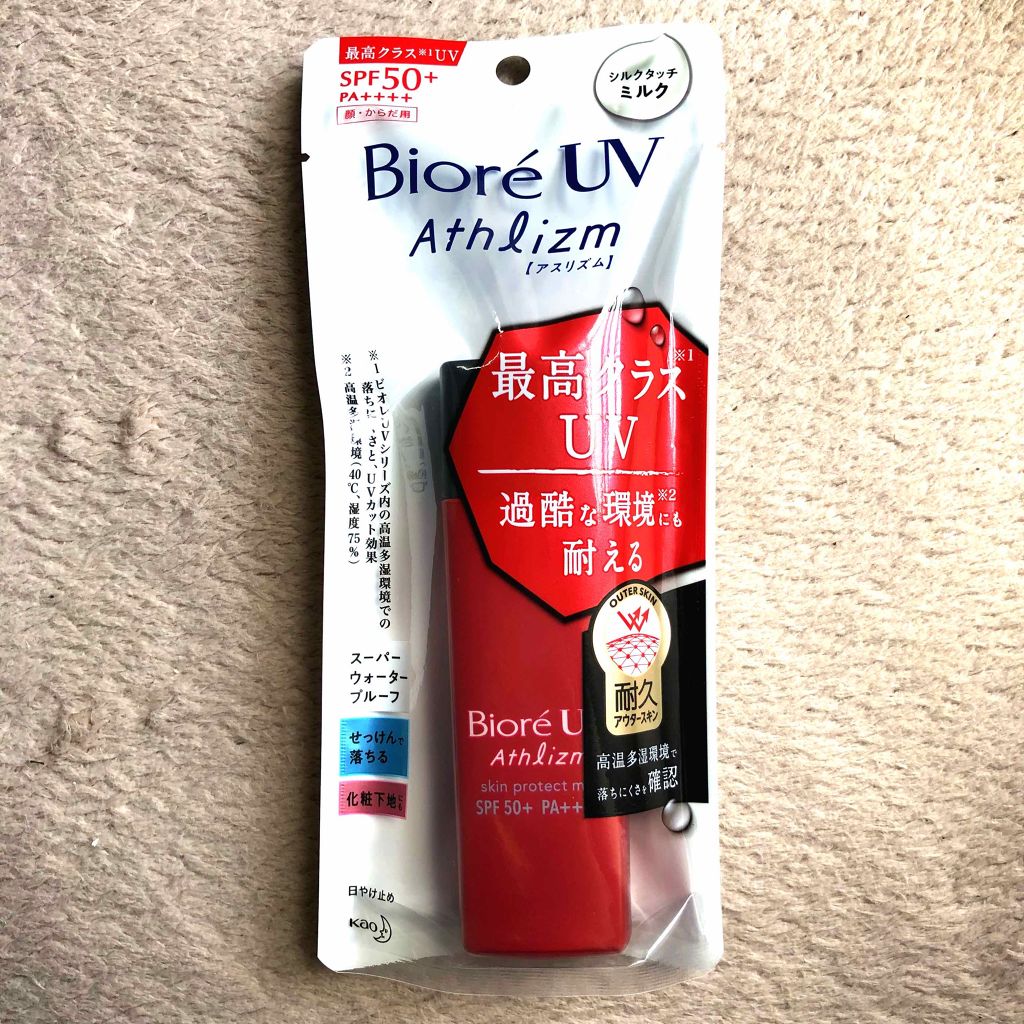 最高クラス※1UV
SPF50+
PA++++
顔・からだ用
シルクタッチ
ミルク
Bioré UV
Athlizm
【アスリズム】
最高クラス※1
UV
過酷な環境※2にも
耐える
※1 ビオレUVシリーズ内の高温多湿環境での
落ちに さと、UVカット効果
※2 高温多 環境(40℃、湿度75%)
OUTER SKIN
耐久
アウタースキン
高温多湿環境で
落ちにくさを確認
スーパー
ウォーター
プルーフ
せっけんで
落ちる
化粧下地にも
Bioré U
Athlizm
skin protect m
SPF 50+ PA++
日やけ止め
Kao